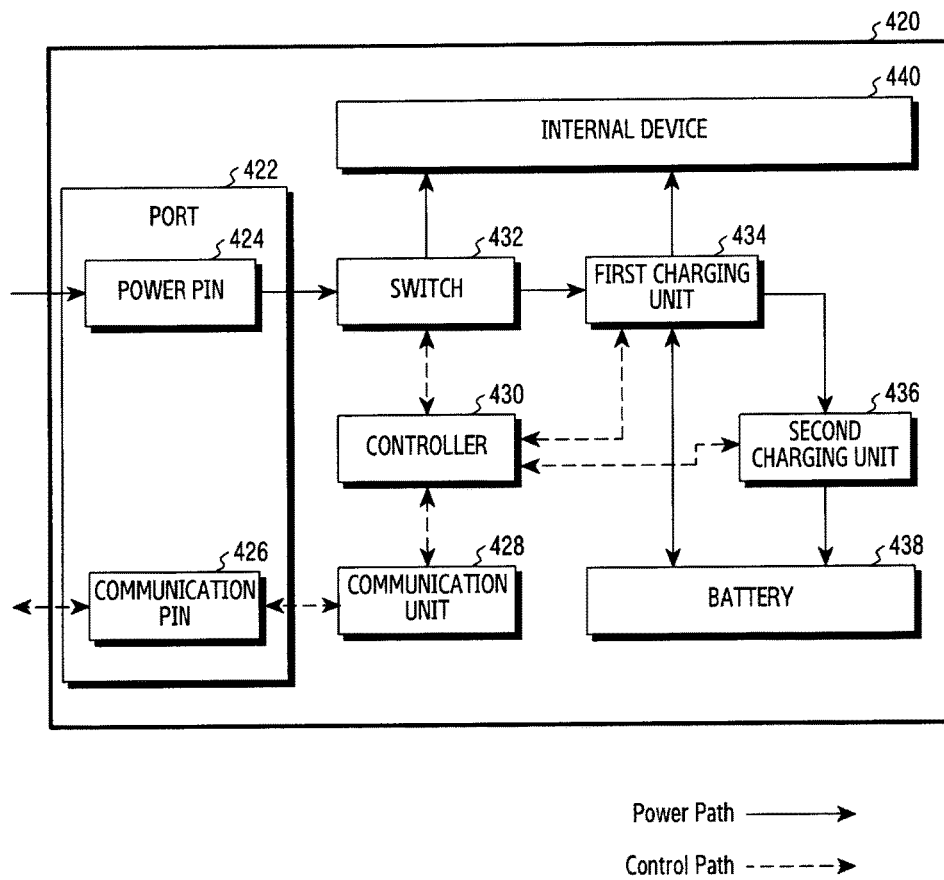 420
440
INTERNAL DEVICE
422
PORT
424
POWER PIN
432
SWITCH
434
FIRST CHARGING
UNIT
430
CONTROLLER
436
SECOND
CHARGING UNIT
426
COMMUNICATION
PIN
428
COMMUNICATION
UNIT
438
BATTERY
Power Path
Control Path